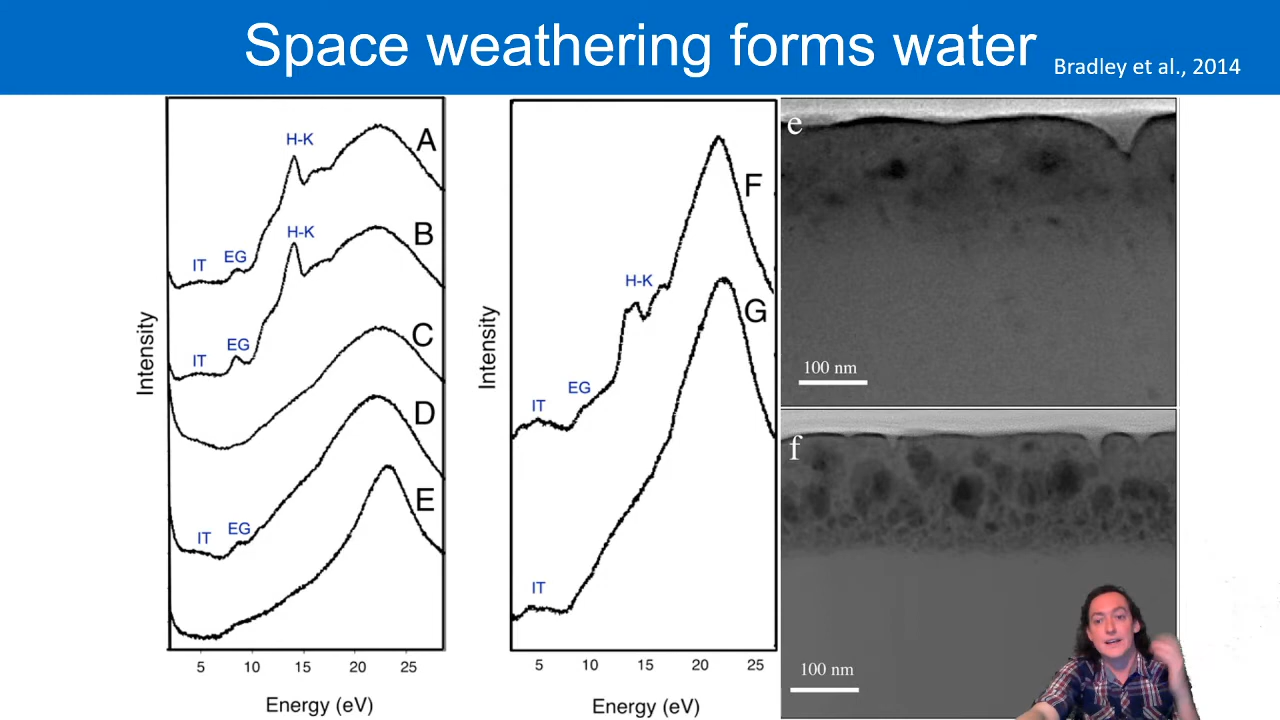 Space weathering forms water
Bradley et al., 2014
H-K
A
IT
EG
H-K
B
IT
EG
C
D
IT
EG
E
Intensity
5 10 15 20 25
Energy (eV)
F
H-K
G
EG
IT
IT
Intensity
5 10 15 20 25
Energy (eV)
e
100 nm
f
100 nm